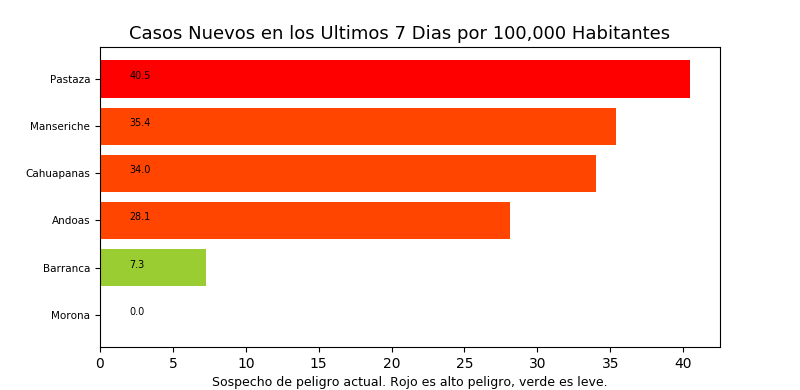 Casos Nuevos en los Ultimos 7 Dias por 100,000 Habitantes
Pastaza 40.5
Manseriche 35.4
Cahuapanas 34.0
Andoas 28.1
Barranca 7.3
Morona 0.0
0 5 10 15 20 25 30 35 40
Sospecho de peligro actual. Rojo es alto peligro, verde es leve.